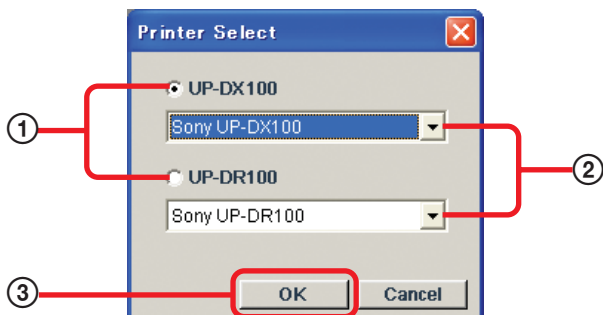 Printer Select
UP-DX100
① Sony UP-DX100
② 
UP-DR100
Sony UP-DR100
③ OK Cancel